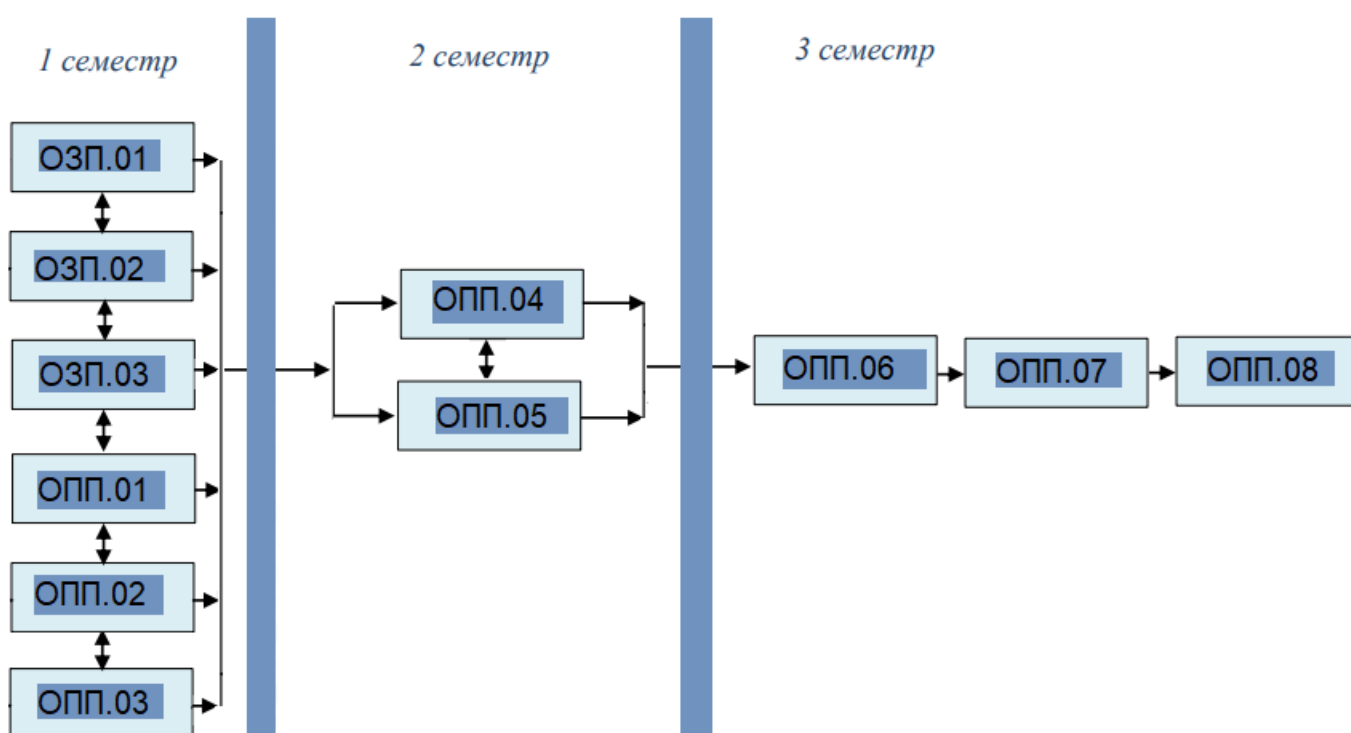 1 семестр
2 семестр
3 семестр
ОЗП.01
ОЗП.02
ОЗП.03
ОПП.01
ОПП.02
ОПП.03
ОПП.04
ОПП.05
ОПП.06
ОПП.07
ОПП.08